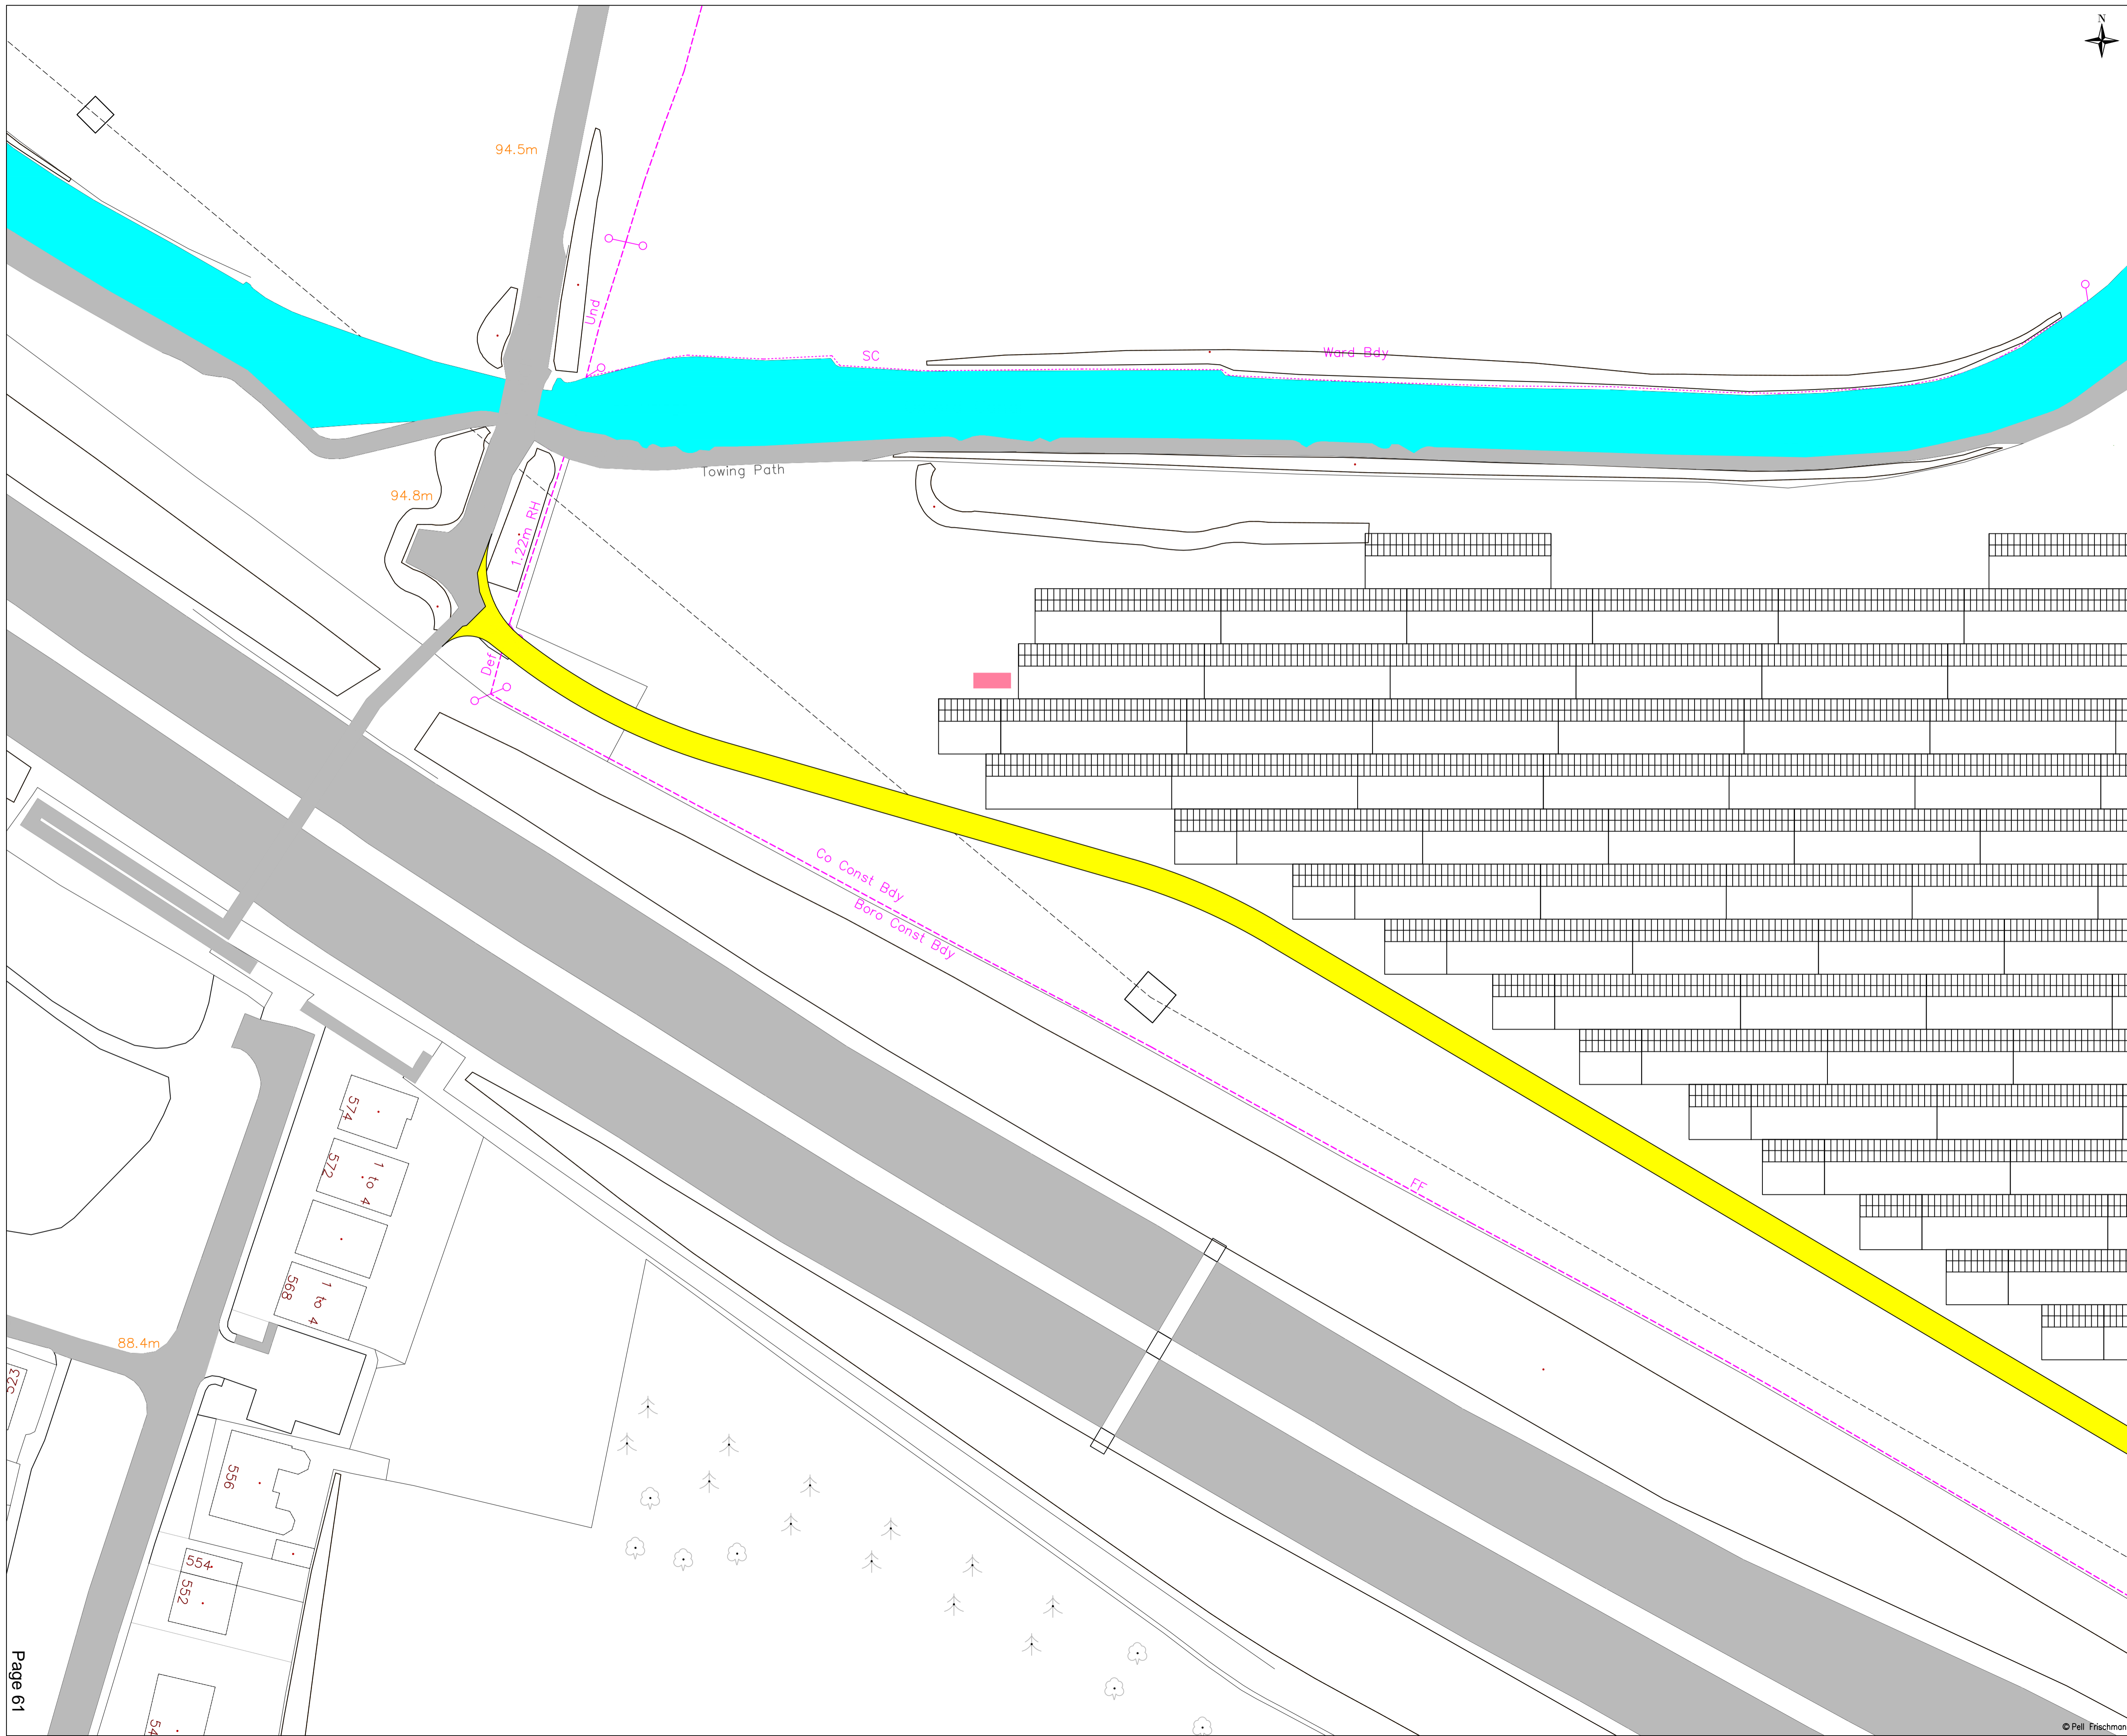 N
94.5m
Und
SC
Ward Bdy
Towing Path
94.8m
1.22m RH
Def
Co Const Bdy
Boro Const Bdy
FF
574
572
1 to 4
568
1 to 4
88.4m
523
556
554
552
54
Page 61
© Pell Frischmann